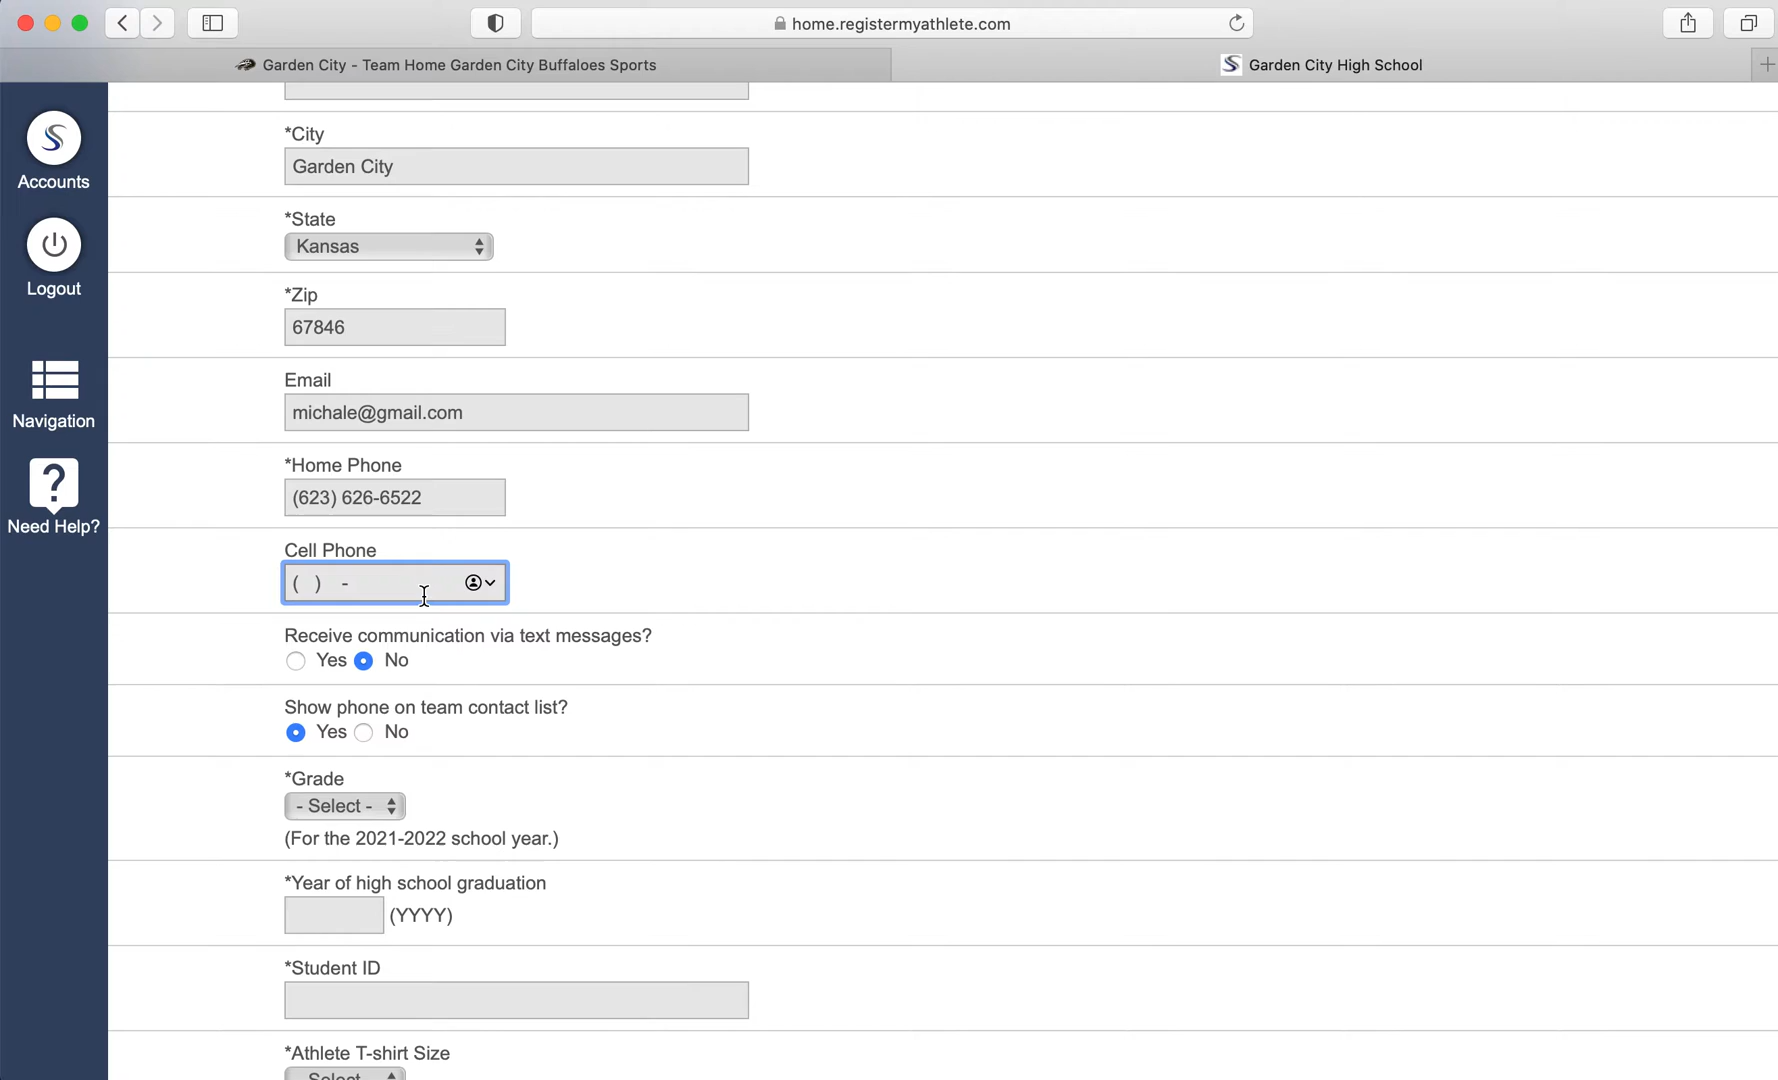 home.registermyathlete.com
Garden City - Team Home Garden City Buffaloes Sports
Garden City High School
Accounts
Logout
Navigation
Need Help?
*City
Garden City
*State
Kansas
*Zip
67846
Email
michale@gmail.com
*Home Phone
(623) 626-6522
Cell Phone
( ) -
Receive communication via text messages?
Yes No
Show phone on team contact list?
Yes No
*Grade
- Select -
(For the 2021-2022 school year.)
*Year of high school graduation
(YYYY)
*Student ID
*Athlete T-shirt Size
Select